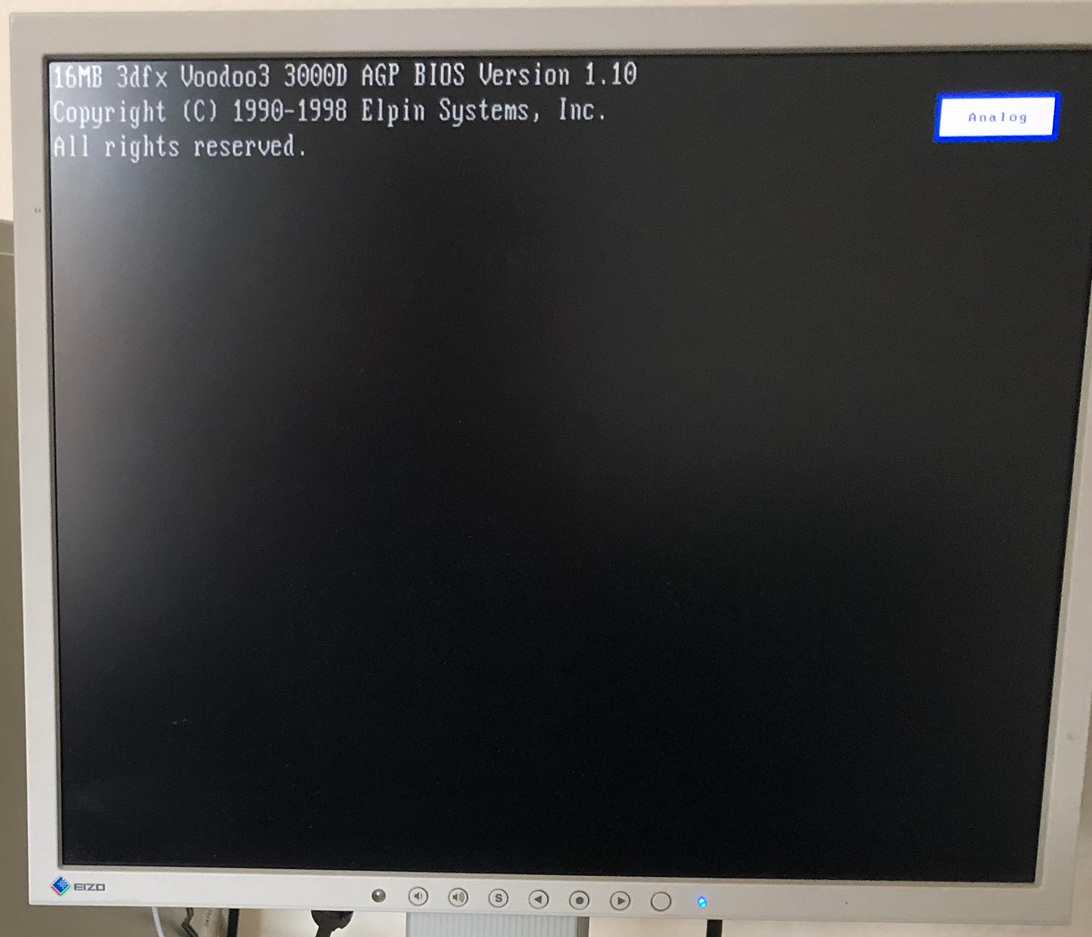 16MB 3dfx Voodoo3 3000D AGP BIOS Version 1.10
Copyright (C) 1990-1998 Elpin Systems, Inc.
All rights reserved.
Analog
EIZO
S